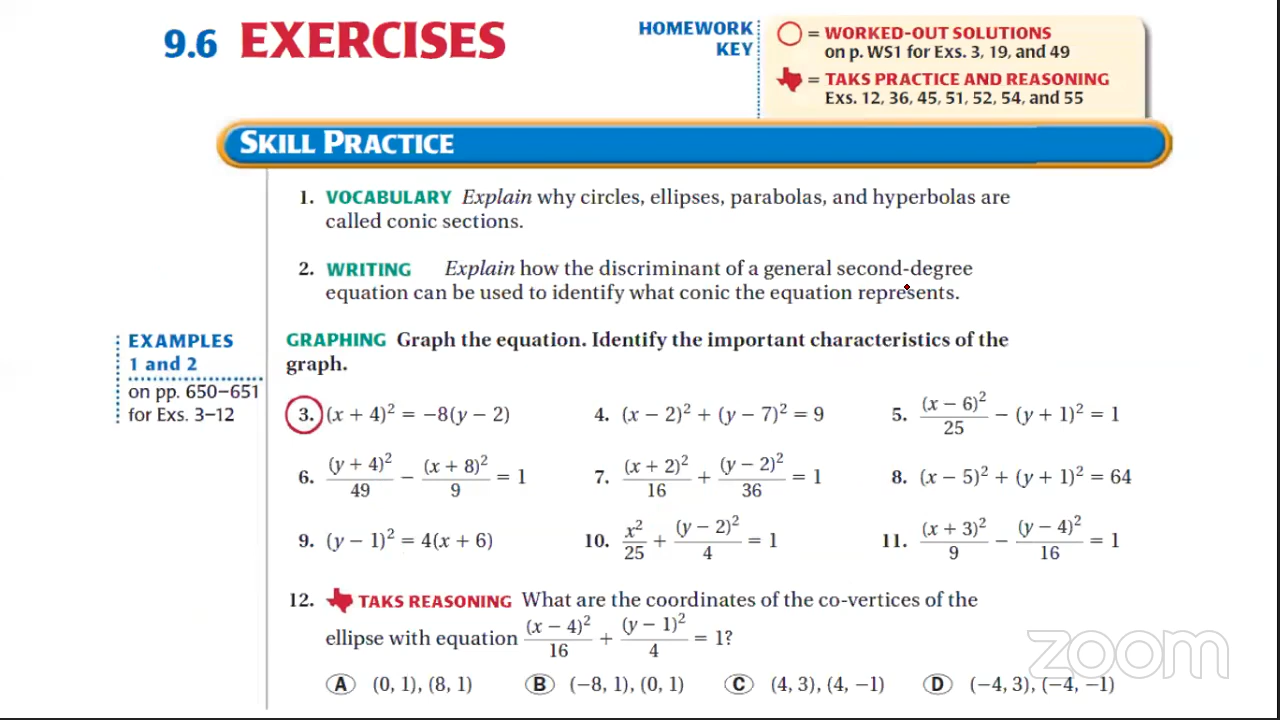 9.6 EXERCISES
HOMEWORK
KEY
= WORKED-OUT SOLUTIONS
on p. WS1 for Exs. 3, 19, and 49
= TAKS PRACTICE AND REASONING
Exs. 12, 36, 45, 51, 52, 54, and 55
SKILL PRACTICE
1. VOCABULARY Explain why circles, ellipses, parabolas, and hyperbolas are
called conic sections.
2. WRITING Explain how the discriminant of a general second-degree
equation can be used to identify what conic the equation represents.
EXAMPLES
1 and 2
on pp. 650–651
for Exs. 3–12
GRAPHING Graph the equation. Identify the important characteristics of the
graph.
3. (x + 4)² = −8(y − 2) 4. (x − 2)² + (y − 7)² = 9 5. (x − 6)²/25 − (y + 1)² = 1
6. (y + 4)²/49 − (x + 8)²/9 = 1 7. (x + 2)²/16 + (y − 2)²/36 = 1 8. (x − 5)² + (y + 1)² = 64
9. (y − 1)² = 4(x + 6) 10. x²/25 + (y − 2)²/4 = 1 11. (x + 3)²/9 − (y − 4)²/16 = 1
12. TAKS REASONING What are the coordinates of the co-vertices of the
ellipse with equation (x − 4)²/16 + (y − 1)²/4 = 1?
A (0, 1), (8, 1) B (−8, 1), (0, 1) C (4, 3), (4, −1) D (−4, 3), (−4, −1)
zoom